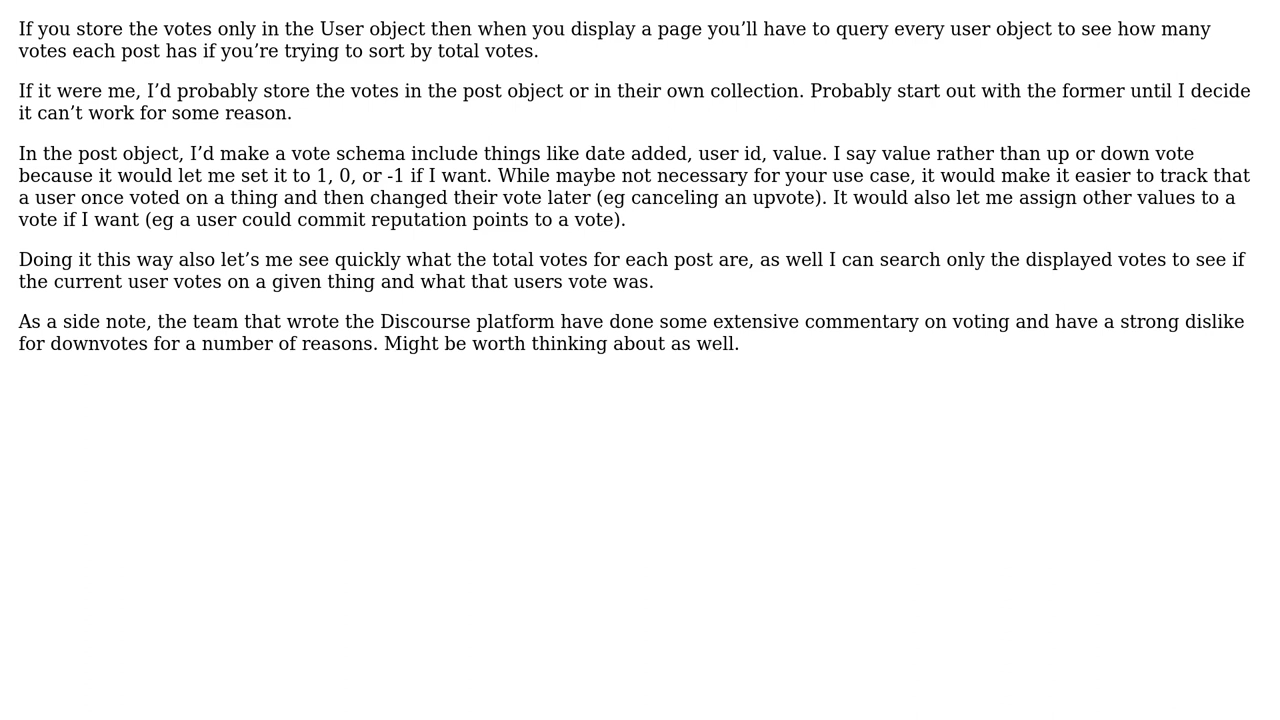 If you store the votes only in the User object then when you display a page you’ll have to query every user object to see how many
votes each post has if you’re trying to sort by total votes.
If it were me, I’d probably store the votes in the post object or in their own collection. Probably start out with the former until I decide
it can’t work for some reason.
In the post object, I’d make a vote schema include things like date added, user id, value. I say value rather than up or down vote
because it would let me set it to 1, 0, or -1 if I want. While maybe not necessary for your use case, it would make it easier to track that
a user once voted on a thing and then changed their vote later (eg canceling an upvote). It would also let me assign other values to a
vote if I want (eg a user could commit reputation points to a vote).
Doing it this way also let’s me see quickly what the total votes for each post are, as well I can search only the displayed votes to see if
the current user votes on a given thing and what that users vote was.
As a side note, the team that wrote the Discourse platform have done some extensive commentary on voting and have a strong dislike
for downvotes for a number of reasons. Might be worth thinking about as well.